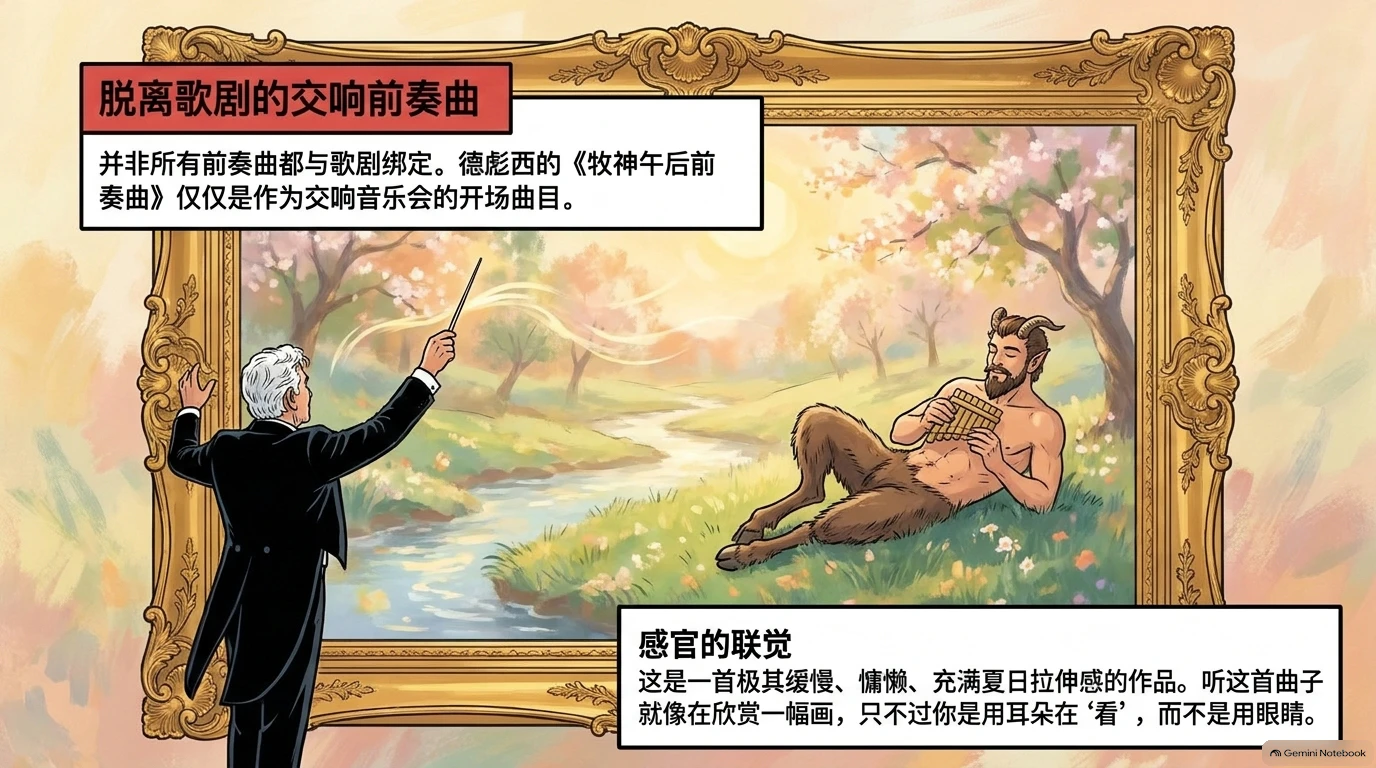 脱离歌剧的交响前奏曲
并非所有前奏曲都与歌剧绑定。德彪西的《牧神午后前
奏曲》仅仅是作为交响音乐会的开场曲目。
感官的联觉
这是一首极其缓慢、慵懒、充满夏日拉伸感的作品。听这首曲子
就像在欣赏一幅画，只不过你是用耳朵在‘看’，而不是用眼睛。
Gemini Notebook